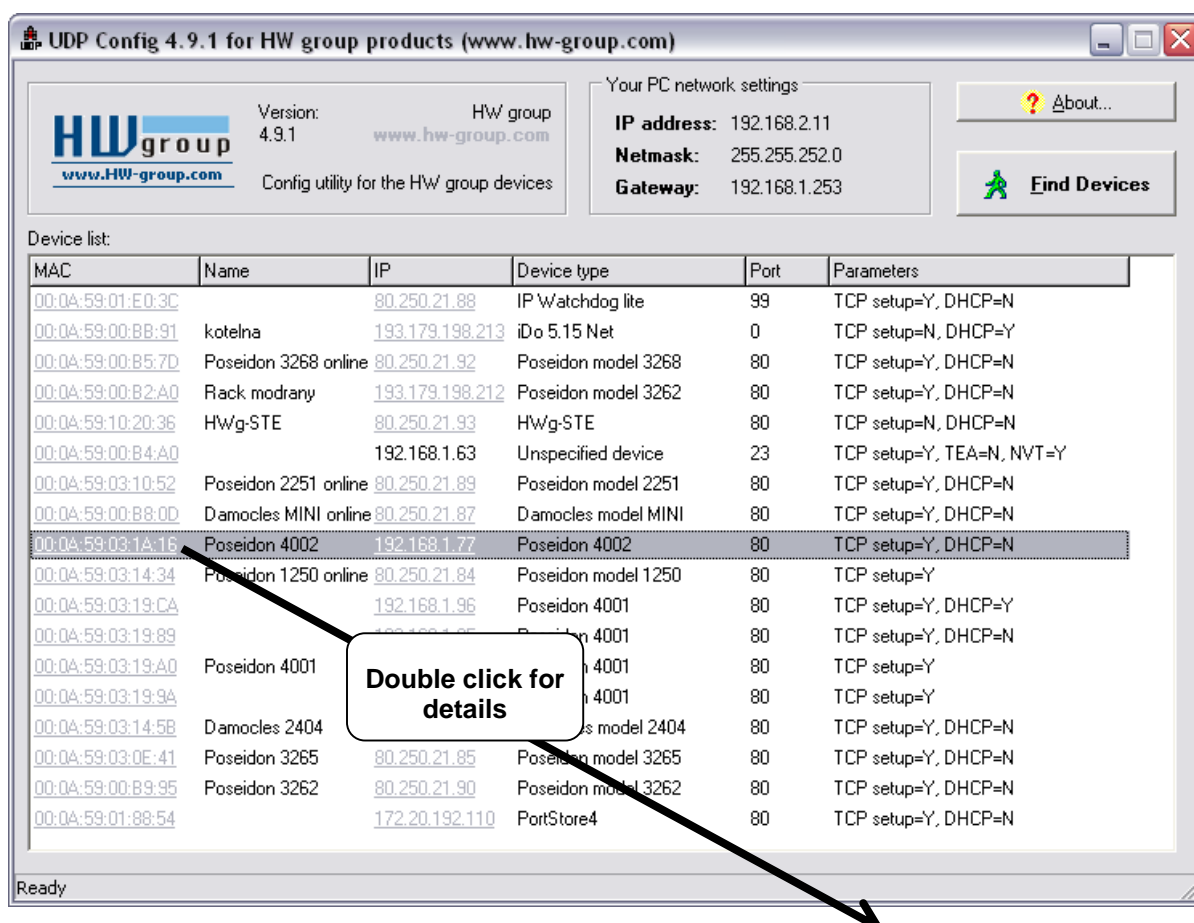 UDP Config 4.9.1 for HW group products (www.hw-group.com)
HW group
www.HW-group.com
Version: HW group
4.9.1 www.hw-group.com
Config utility for the HW group devices
Your PC network settings
IP address: 192.168.2.11
Netmask: 255.255.252.0
Gateway: 192.168.1.253
About...
Find Devices
Device list:
MAC Name IP Device type Port Parameters
00:0A:59:01:E0:3C 80.250.21.88 IP Watchdog lite 99 TCP setup=Y, DHCP=N
00:0A:59:00:BB:91 kotelna 193.179.198.213 iDo 5.15 Net 0 TCP setup=N, DHCP=Y
00:0A:59:00:B5:7D Poseidon 3268 online 80.250.21.92 Poseidon model 3268 80 TCP setup=Y, DHCP=N
00:0A:59:00:B2:A0 Rack modrany 193.179.198.212 Poseidon model 3262 80 TCP setup=Y, DHCP=N
00:0A:59:10:20:36 HWg-STE 80.250.21.93 HWg-STE 80 TCP setup=N, DHCP=N
00:0A:59:00:B4:A0 192.168.1.63 Unspecified device 23 TCP setup=Y, TEA=N, NVT=Y
00:0A:59:03:10:52 Poseidon 2251 online 80.250.21.89 Poseidon model 2251 80 TCP setup=Y, DHCP=N
00:0A:59:00:B8:0D Damocles MINI online 80.250.21.87 Damocles model MINI 80 TCP setup=Y, DHCP=N
00:0A:59:03:1A:16 Poseidon 4002 192.168.1.77 Poseidon 4002 80 TCP setup=Y, DHCP=N
00:0A:59:03:14:34 Poseidon 1250 online 80.250.21.84 Poseidon model 1250 80 TCP setup=Y
00:0A:59:03:19:CA 192.168.1.96 Poseidon 4001 80 TCP setup=Y, DHCP=Y
00:0A:59:03:19:89 4001 80 TCP setup=Y, DHCP=N
00:0A:59:03:19:A0 Poseidon 4001 4001 80 TCP setup=Y
00:0A:59:03:19:9A 4001 80 TCP setup=Y
00:0A:59:03:14:5B Damocles 2404 model 2404 80 TCP setup=Y, DHCP=N
00:0A:59:03:0E:41 Poseidon 3265 80.250.21.85 Poseidon model 3265 80 TCP setup=Y, DHCP=N
00:0A:59:00:B9:95 Poseidon 3262 80.250.21.90 Poseidon model 3262 80 TCP setup=Y, DHCP=N
00:0A:59:01:88:54 172.20.192.110 PortStore4 80 TCP setup=Y, DHCP=N
Double click for
details
Ready